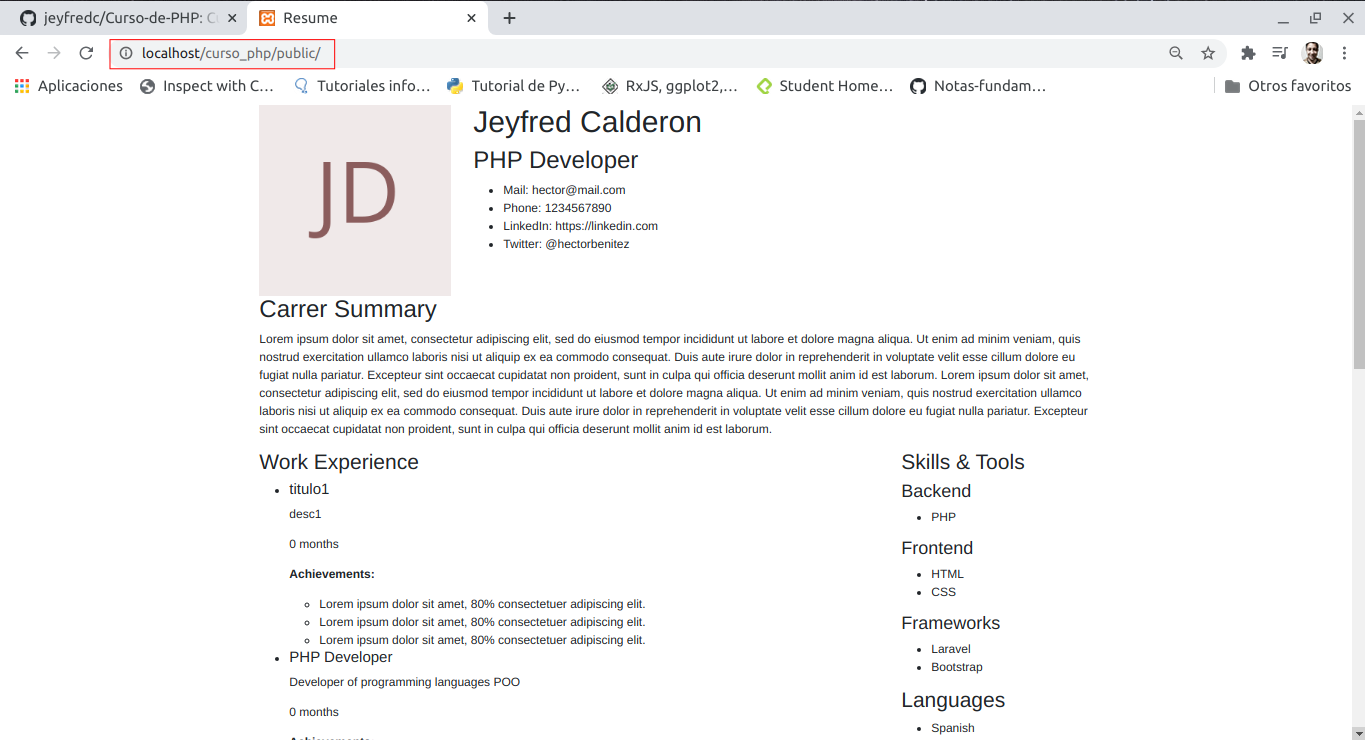 jeyfredc/Curso-de-PHP: C
Resume
localhost/curso_php/public/
Aplicaciones
Inspect with C…
Tutoriales info…
Tutorial de Py…
RxJS, ggplot2,…
Student Home…
Notas-fundam…
Otros favoritos
JD
Jeyfred Calderon
PHP Developer
Mail: hector@mail.com
Phone: 1234567890
LinkedIn: https://linkedin.com
Twitter: @hectorbenitez
Carrer Summary
Lorem ipsum dolor sit amet, consectetur adipiscing elit, sed do eiusmod tempor incididunt ut labore et dolore magna aliqua. Ut enim ad minim veniam, quis
nostrud exercitation ullamco laboris nisi ut aliquip ex ea commodo consequat. Duis aute irure dolor in reprehenderit in voluptate velit esse cillum dolore eu
fugiat nulla pariatur. Excepteur sint occaecat cupidatat non proident, sunt in culpa qui officia deserunt mollit anim id est laborum. Lorem ipsum dolor sit amet,
consectetur adipiscing elit, sed do eiusmod tempor incididunt ut labore et dolore magna aliqua. Ut enim ad minim veniam, quis nostrud exercitation ullamco
laboris nisi ut aliquip ex ea commodo consequat. Duis aute irure dolor in reprehenderit in voluptate velit esse cillum dolore eu fugiat nulla pariatur. Excepteur
sint occaecat cupidatat non proident, sunt in culpa qui officia deserunt mollit anim id est laborum.
Work Experience
titulo1
desc1
0 months
Achievements:
Lorem ipsum dolor sit amet, 80% consectetuer adipiscing elit.
Lorem ipsum dolor sit amet, 80% consectetuer adipiscing elit.
Lorem ipsum dolor sit amet, 80% consectetuer adipiscing elit.
PHP Developer
Developer of programming languages POO
0 months
Skills & Tools
Backend
PHP
Frontend
HTML
CSS
Frameworks
Laravel
Bootstrap
Languages
Spanish